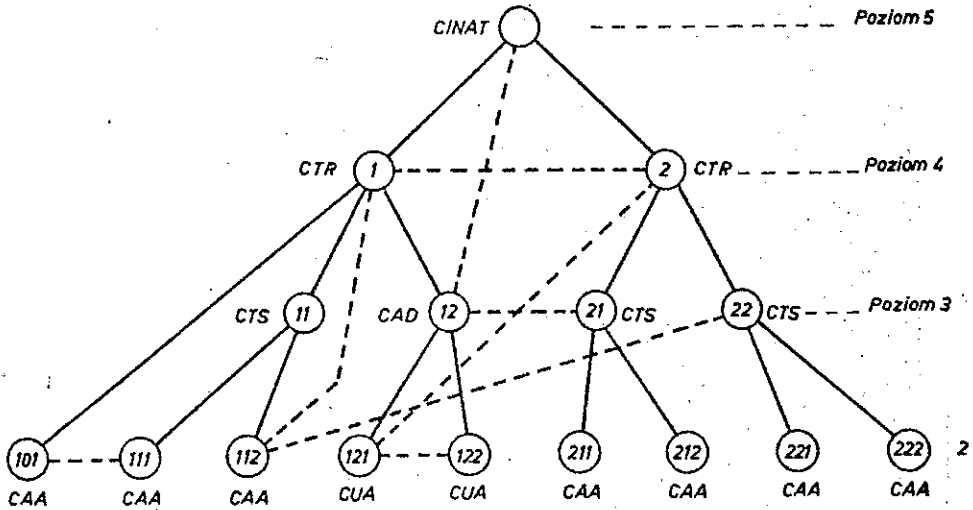 CINAT Poziom 5
CTR 1 2 CTR Poziom 4
CTS 11 CAD 12 21 CTS 22 CTS Poziom 3
101 111 112 121 122 211 212 221 222 2
CAA CAA CAA CUA CUA CAA CAA CAA CAA